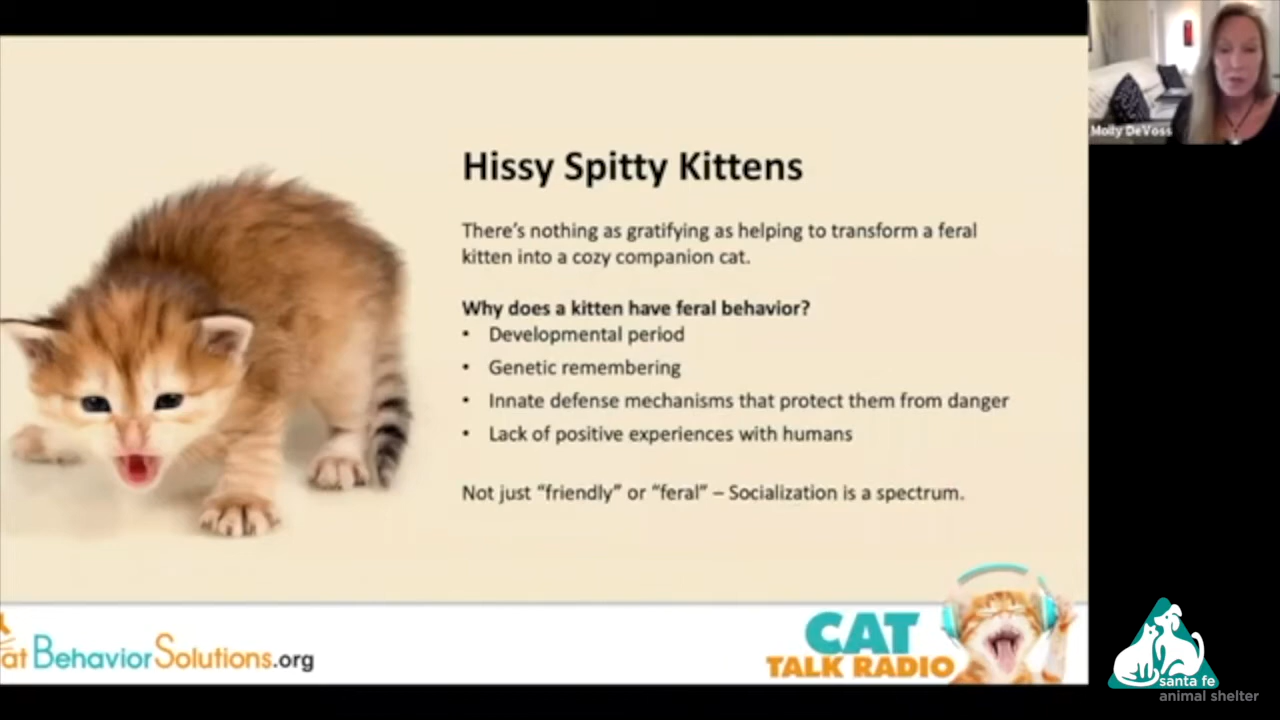 Hissy Spitty Kittens
There's nothing as gratifying as helping to transform a feral
kitten into a cozy companion cat.
Why does a kitten have feral behavior?
• Developmental period
• Genetic remembering
• Innate defense mechanisms that protect them from danger
• Lack of positive experiences with humans
Not just “friendly” or “feral” – Socialization is a spectrum.
at BehaviorSolutions.org
CAT
TALK RADIO
Molly DeVoss
santa fe
animal shelter